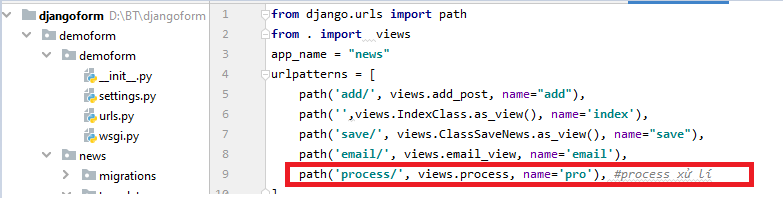 djangoform D:\BT\djangoform
demoform
demoform
__init__.py
settings.py
urls.py
wsgi.py
news
migrations
1 from django.urls import path
2 from . import views
3 app_name = "news"
4 urlpatterns = [
5 path('add/', views.add_post, name="add"),
6 path('',views.IndexClass.as_view(), name='index'),
7 path('save/', views.ClassSaveNews.as_view(), name="save"),
8 path('email/', views.email_view, name='email'),
9 path('process/', views.process, name='pro'), #process xử lí
10